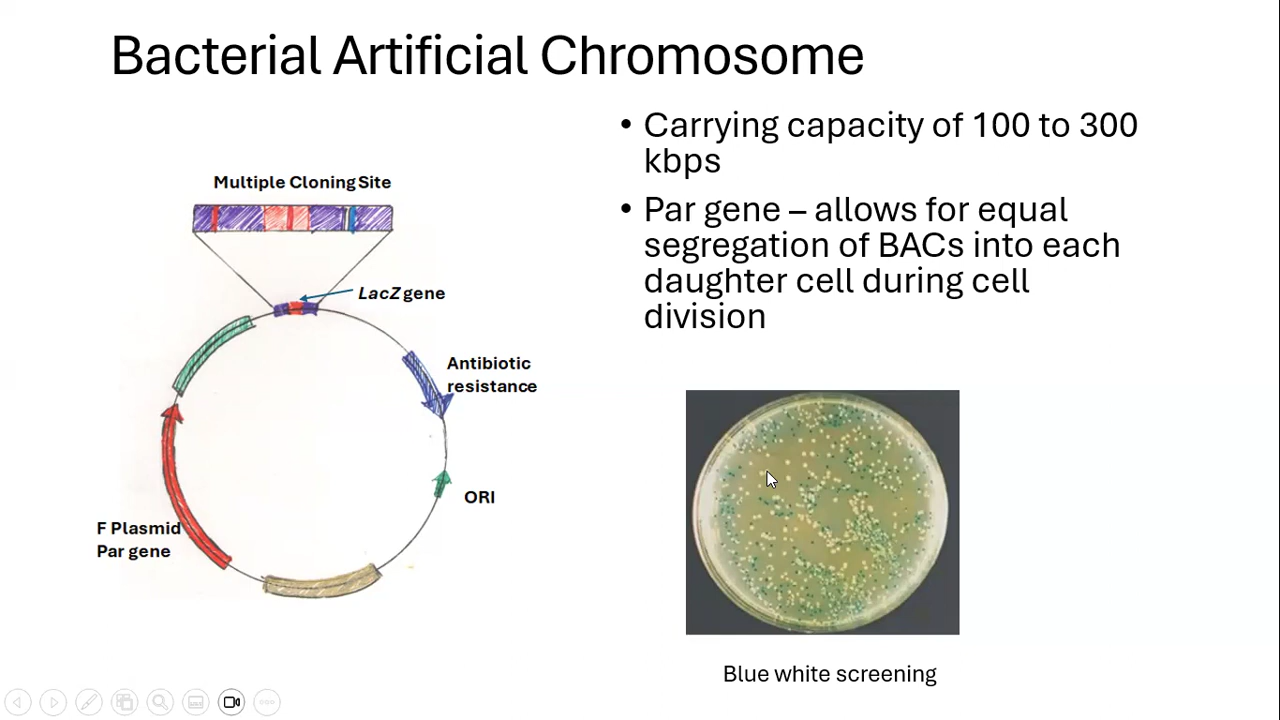 Bacterial Artificial Chromosome
• Carrying capacity of 100 to 300
kbps
• Par gene – allows for equal
segregation of BACs into each
daughter cell during cell
division
Multiple Cloning Site
LacZ gene
Antibiotic
resistance
ORI
F Plasmid
Par gene
Blue white screening